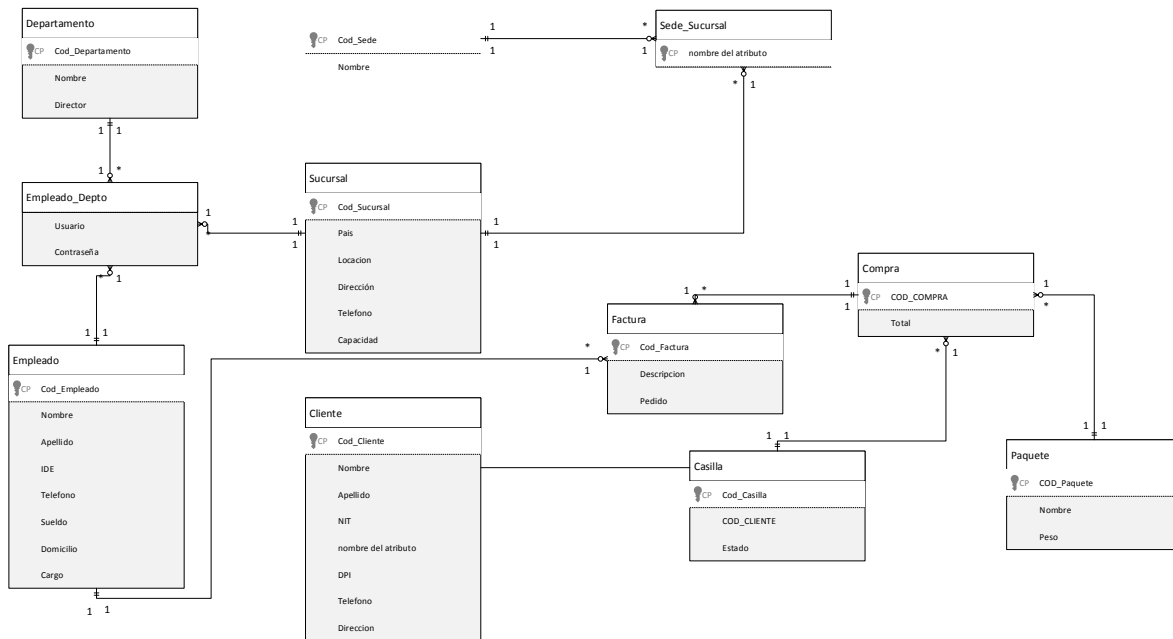 Departamento
CP Cod_Departamento
Nombre
Director
1 1
1 *
Empleado_Depto
Usuario
Contraseña
1
*
* 1
1 1
Empleado
CP Cod_Empleado
Nombre
Apellido
IDE
Telefono
Sueldo
Domicilio
Cargo
1 1
CP Cod_Sede
Nombre
1
1
*
1
Sede_Sucursal
CP nombre del atributo
* 1
Sucursal
CP Cod_Sucursal
Pais
Locacion
Dirección
Telefono
Capacidad
1
1
1
1
Cliente
CP Cod_Cliente
Nombre
Apellido
NIT
nombre del atributo
DPI
Telefono
Direccion
1 *
Factura
CP Cod_Factura
Descripcion
Pedido
*
1
1
1
Compra
CP COD_COMPRA
Total
1
*
* 1
1 1
Casilla
CP Cod_Casilla
COD_CLIENTE
Estado
1 1
Paquete
CP COD_Paquete
Nombre
Peso